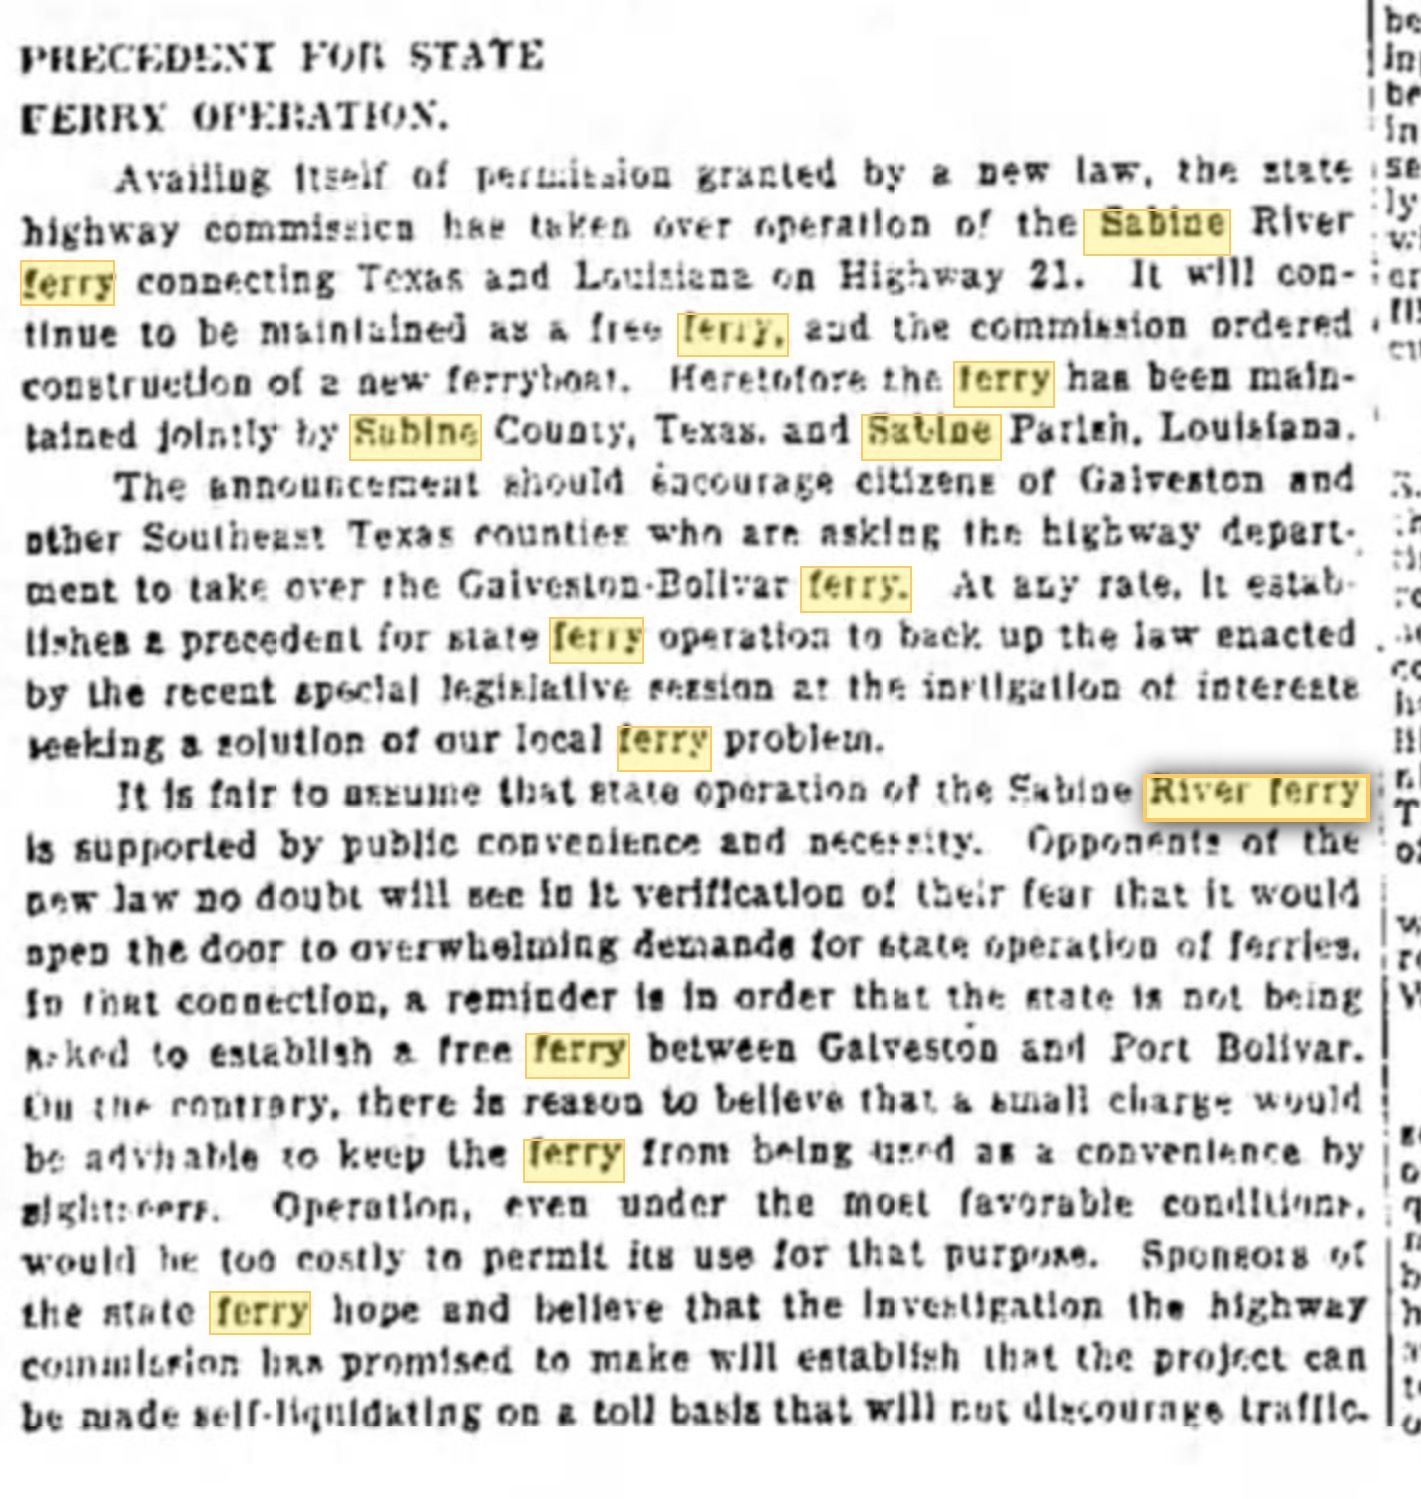 PRECEDENT FOR STATE
FERRY OPERATION.
Availing itself of permission granted by a new law, the state
highway commission has taken over operation of the Sabine River
ferry connecting Texas and Louisiana on Highway 21. It will con-
tinue to be maintained as a free ferry, and the commission ordered
construction of a new ferryboat. Heretofore the ferry has been main-
tained jointly by Sabine County, Texas, and Sabine Parish, Louisiana.
The announcement should encourage citizens of Galveston and
other Southeast Texas counties who are asking the highway depart-
ment to take over the Galveston-Bolivar ferry. At any rate, it estab-
lishes a precedent for state ferry operation to back up the law enacted
by the recent special legislative session at the instigation of interests
seeking a solution of our local ferry problem.
It is fair to assume that state operation of the Sabine River ferry
is supported by public convenience and necessity. Opponents of the
new law no doubt will see in it verification of their fear that it would
open the door to overwhelming demands for state operation of ferries.
In that connection, a reminder is in order that the state is not being
asked to establish a free ferry between Galveston and Port Bolivar.
On the contrary, there is reason to believe that a small charge would
be advisable to keep the ferry from being used as a convenience by
sightseers. Operation, even under the most favorable conditions,
would be too costly to permit its use for that purpose. Sponsors of
the state ferry hope and believe that the investigation the highway
commission has promised to make will establish that the project can
be made self-liquidating on a toll basis that will not discourage traffic.